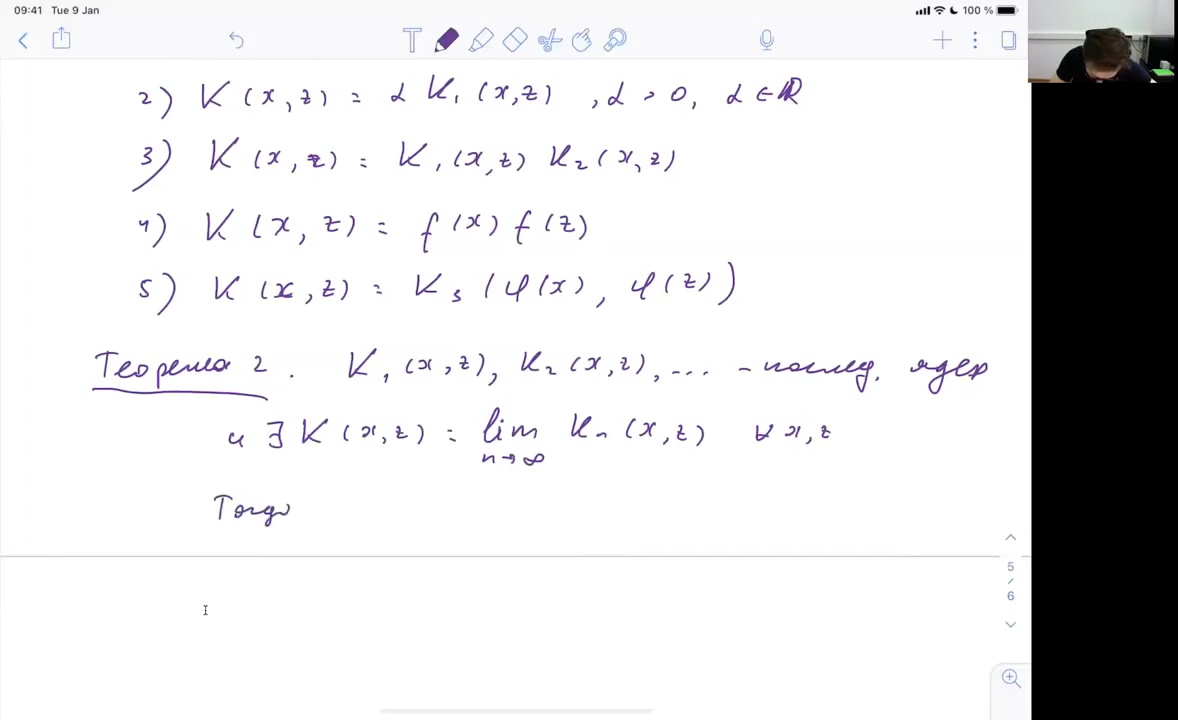 09:41 Tue 9 Jan 100 %
2) K(x,z) = α K₁(x,z) , α > 0, α ∈ ℝ
3) K(x,z) = K₁(x,z) K₂(x,z)
4) K(x,z) = f(x) f(z)
5) K(x,z) = K₃(φ(x), φ(z))
Теорема 2. K₁(x,z), K₂(x,z), ... – послед. ядер
и ∃ K(x,z) = lim Kₙ(x,z) ∀ x,z
n→∞
Тогда
5
/
6